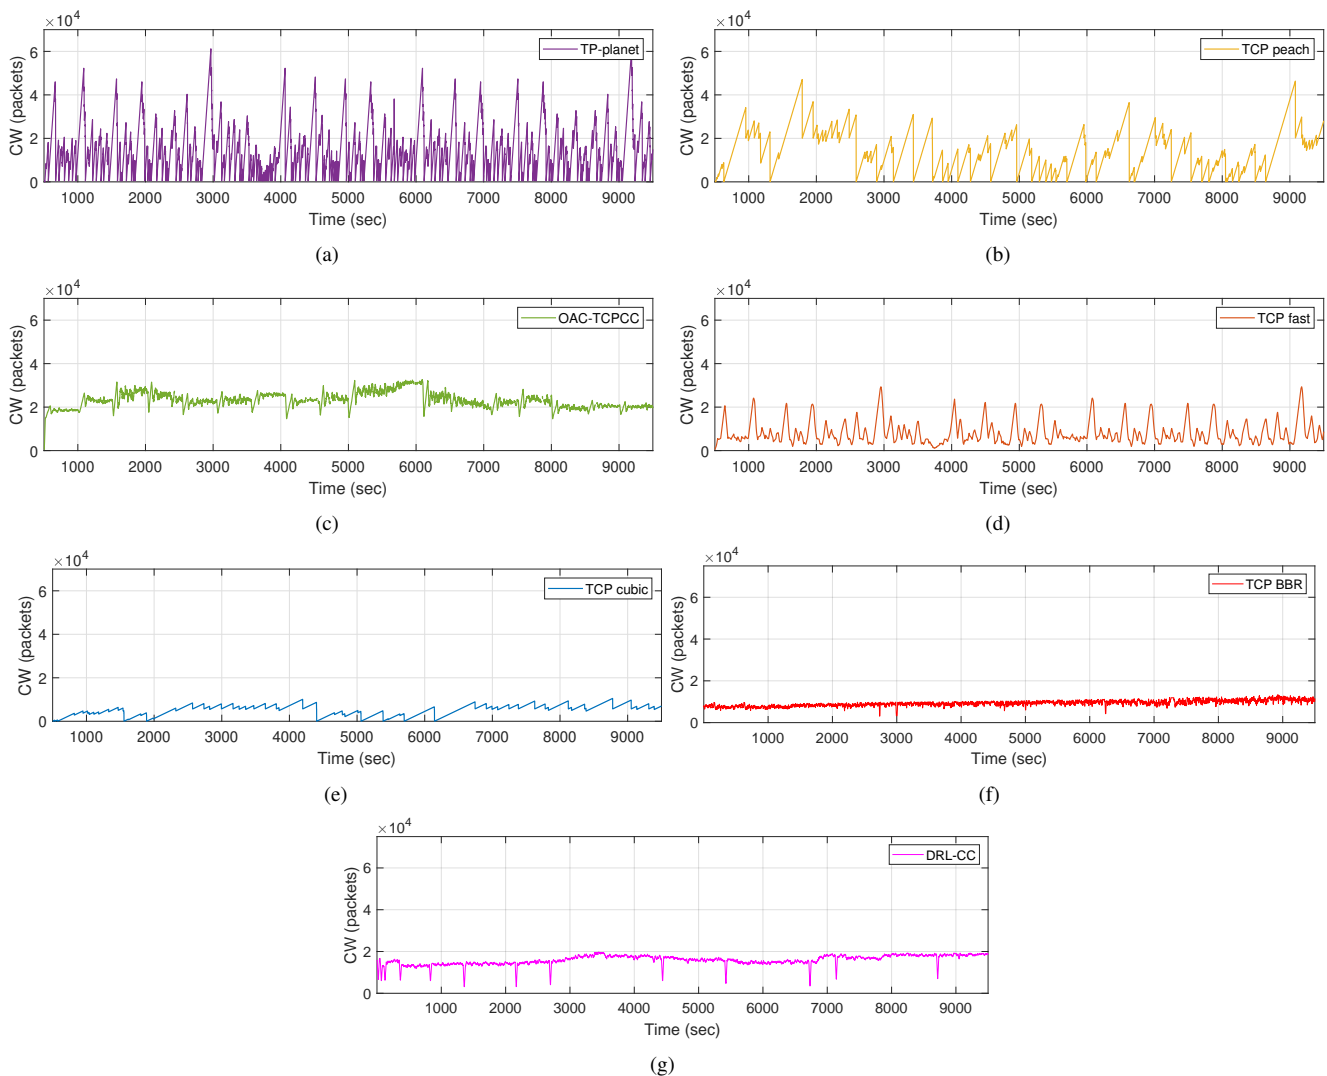 ×10^4
6
4
2
0
CW (packets)
TP-planet
1000 2000 3000 4000 5000 6000 7000 8000 9000
Time (sec)
(a)
×10^4
6
4
2
0
CW (packets)
TCP peach
1000 2000 3000 4000 5000 6000 7000 8000 9000
Time (sec)
(b)
×10^4
6
4
2
0
CW (packets)
OAC-TCPCC
1000 2000 3000 4000 5000 6000 7000 8000 9000
Time (sec)
(c)
×10^4
6
4
2
0
CW (packets)
TCP fast
1000 2000 3000 4000 5000 6000 7000 8000 9000
Time (sec)
(d)
×10^4
6
4
2
0
CW (packets)
TCP cubic
1000 2000 3000 4000 5000 6000 7000 8000 9000
Time (sec)
(e)
×10^4
6
4
2
0
CW (packets)
TCP BBR
1000 2000 3000 4000 5000 6000 7000 8000 9000
Time (sec)
(f)
×10^4
6
4
2
0
CW (packets)
DRL-CC
1000 2000 3000 4000 5000 6000 7000 8000 9000
Time (sec)
(g)